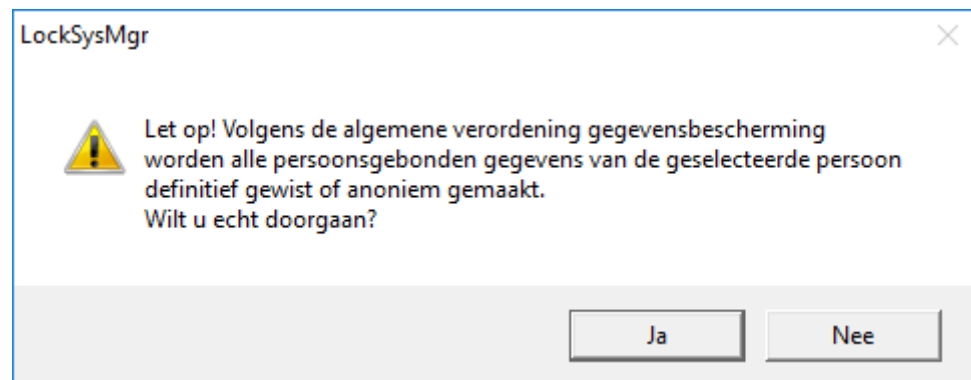 LockSysMgr
Let op! Volgens de algemene verordening gegevensbescherming
worden alle persoonsgebonden gegevens van de geselecteerde persoon
definitief gewist of anoniem gemaakt.
Wilt u echt doorgaan?
Ja
Nee